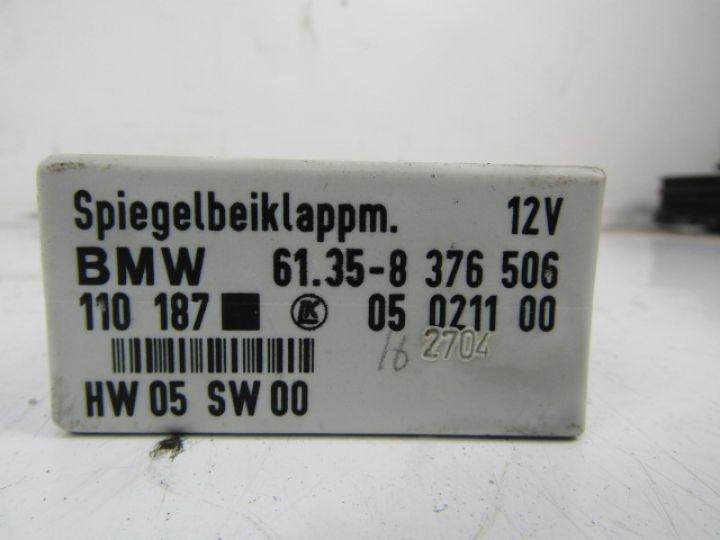 Spiegelbeiklappm. 12V
BMW 61.35-8 376 506
110 187 LK 05 0211 00
16 2704
HW 05 SW 00